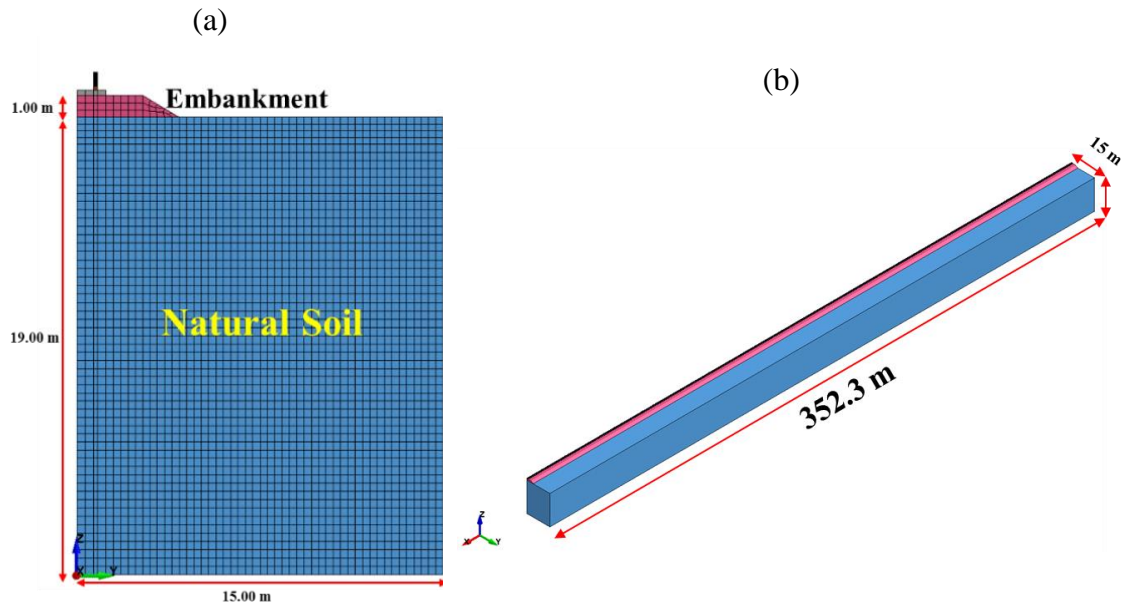 (a)
1.00 m
Embankment
19.00 m
Natural Soil
Z
X
Y
15.00 m
(b)
15 m
352.3 m
Z
X
Y